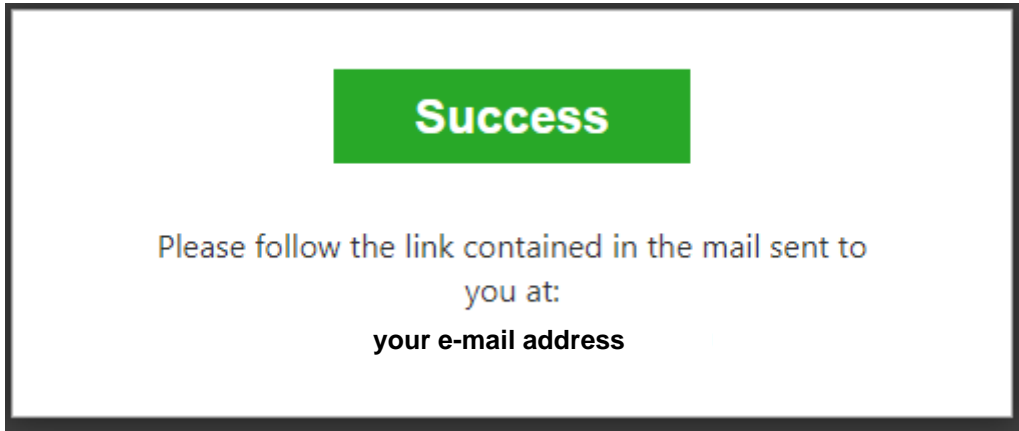 Success
Please follow the link contained in the mail sent to
you at:
your e-mail address